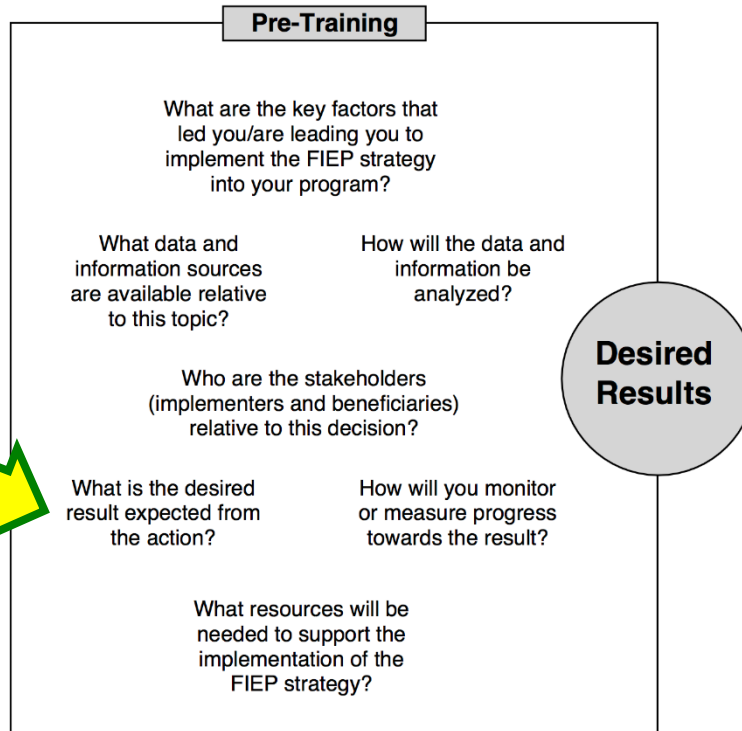 Pre-Training
What are the key factors that
led you/are leading you to
implement the FIEP strategy
into your program?
What data and
information sources
are available relative
to this topic?
How will the data and
information be
analyzed?
Desired
Results
Who are the stakeholders
(implementers and beneficiaries)
relative to this decision?
What is the desired
result expected from
the action?
How will you monitor
or measure progress
towards the result?
What resources will be
needed to support the
implementation of the
FIEP strategy?